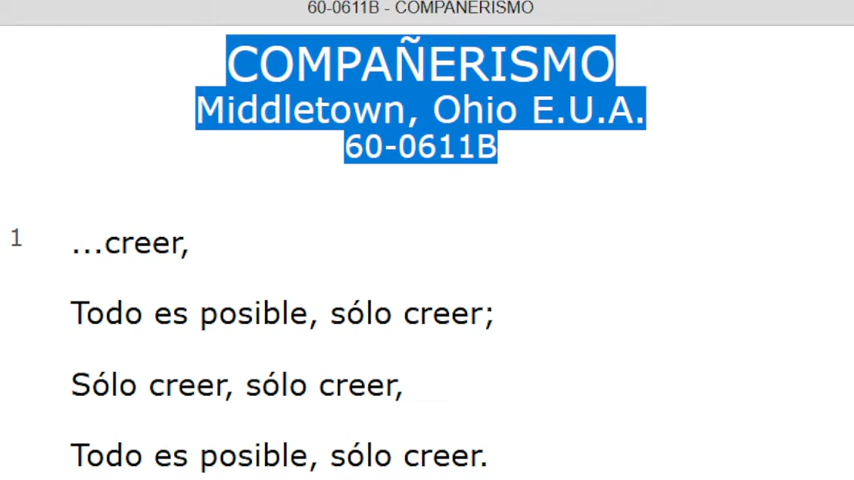 60-0611B - COMPAÑERISMO
COMPAÑERISMO
Middletown, Ohio E.U.A.
60-0611B
1 ...creer,
Todo es posible, sólo creer;
Sólo creer, sólo creer,
Todo es posible, sólo creer.